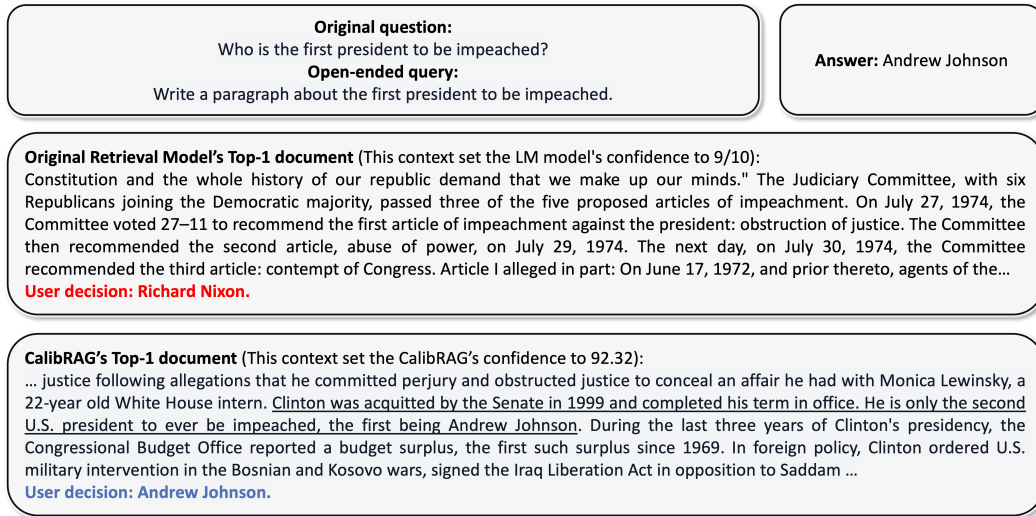 Original question:
Who is the first president to be impeached?
Open-ended query:
Write a paragraph about the first president to be impeached.
Answer: Andrew Johnson
Original Retrieval Model's Top-1 document (This context set the LM model's confidence to 9/10):
Constitution and the whole history of our republic demand that we make up our minds." The Judiciary Committee, with six
Republicans joining the Democratic majority, passed three of the five proposed articles of impeachment. On July 27, 1974, the
Committee voted 27–11 to recommend the first article of impeachment against the president: obstruction of justice. The Committee
then recommended the second article, abuse of power, on July 29, 1974. The next day, on July 30, 1974, the Committee
recommended the third article: contempt of Congress. Article I alleged in part: On June 17, 1972, and prior thereto, agents of the…
User decision: Richard Nixon.
CalibRAG's Top-1 document (This context set the CalibRAG's confidence to 92.32):
… justice following allegations that he committed perjury and obstructed justice to conceal an affair he had with Monica Lewinsky, a
22-year old White House intern. Clinton was acquitted by the Senate in 1999 and completed his term in office. He is only the second
U.S. president to ever be impeached, the first being Andrew Johnson. During the last three years of Clinton's presidency, the
Congressional Budget Office reported a budget surplus, the first such surplus since 1969. In foreign policy, Clinton ordered U.S.
military intervention in the Bosnian and Kosovo wars, signed the Iraq Liberation Act in opposition to Saddam …
User decision: Andrew Johnson.